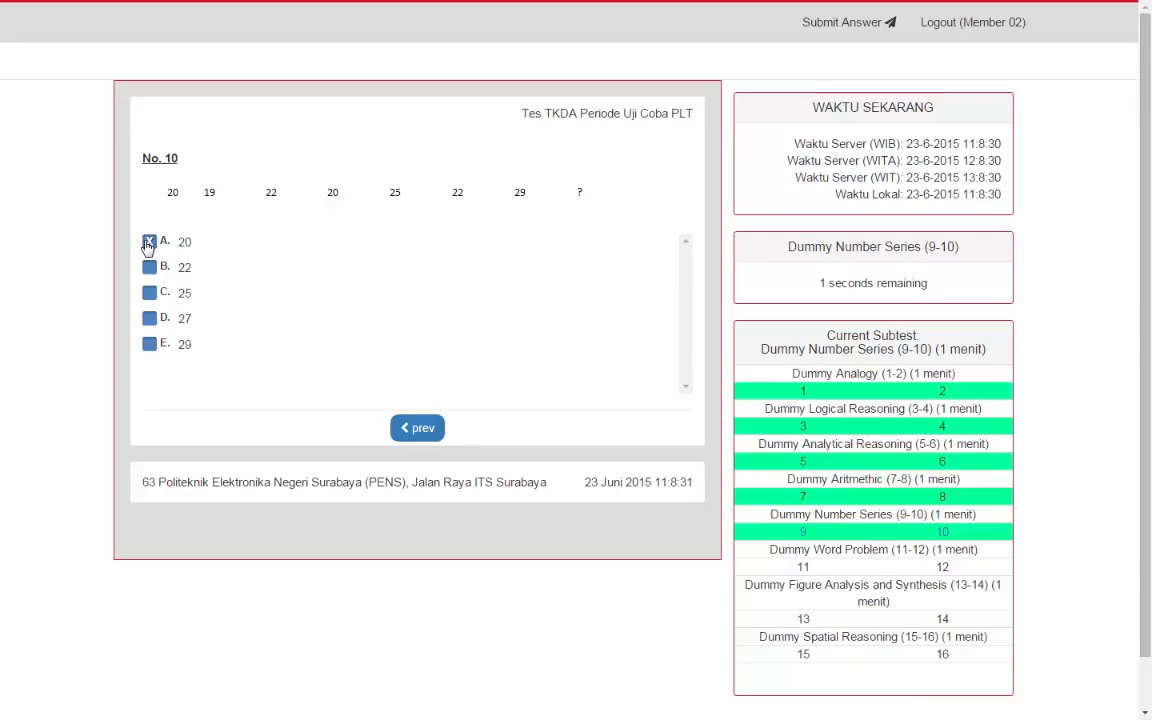 Submit Answer
Logout (Member 02)
Tes TKDA Periode Uji Coba PLT
No. 10
20 19 22 20 25 22 29 ?
X A. 20
B. 22
C. 25
D. 27
E. 29
prev
63 Politeknik Elektronika Negeri Surabaya (PENS), Jalan Raya ITS Surabaya
23 Juni 2015 11:8:31
WAKTU SEKARANG
Waktu Server (WIB): 23-6-2015 11:8:30
Waktu Server (WITA): 23-6-2015 12:8:30
Waktu Server (WIT): 23-6-2015 13:8:30
Waktu Lokal: 23-6-2015 11:8:30
Dummy Number Series (9-10)
1 seconds remaining
Current Subtest:
Dummy Number Series (9-10) (1 menit)
Dummy Analogy (1-2) (1 menit)
1 2
Dummy Logical Reasoning (3-4) (1 menit)
3 4
Dummy Analytical Reasoning (5-6) (1 menit)
5 6
Dummy Aritmethic (7-8) (1 menit)
7 8
Dummy Number Series (9-10) (1 menit)
9 10
Dummy Word Problem (11-12) (1 menit)
11 12
Dummy Figure Analysis and Synthesis (13-14) (1
menit)
13 14
Dummy Spatial Reasoning (15-16) (1 menit)
15 16